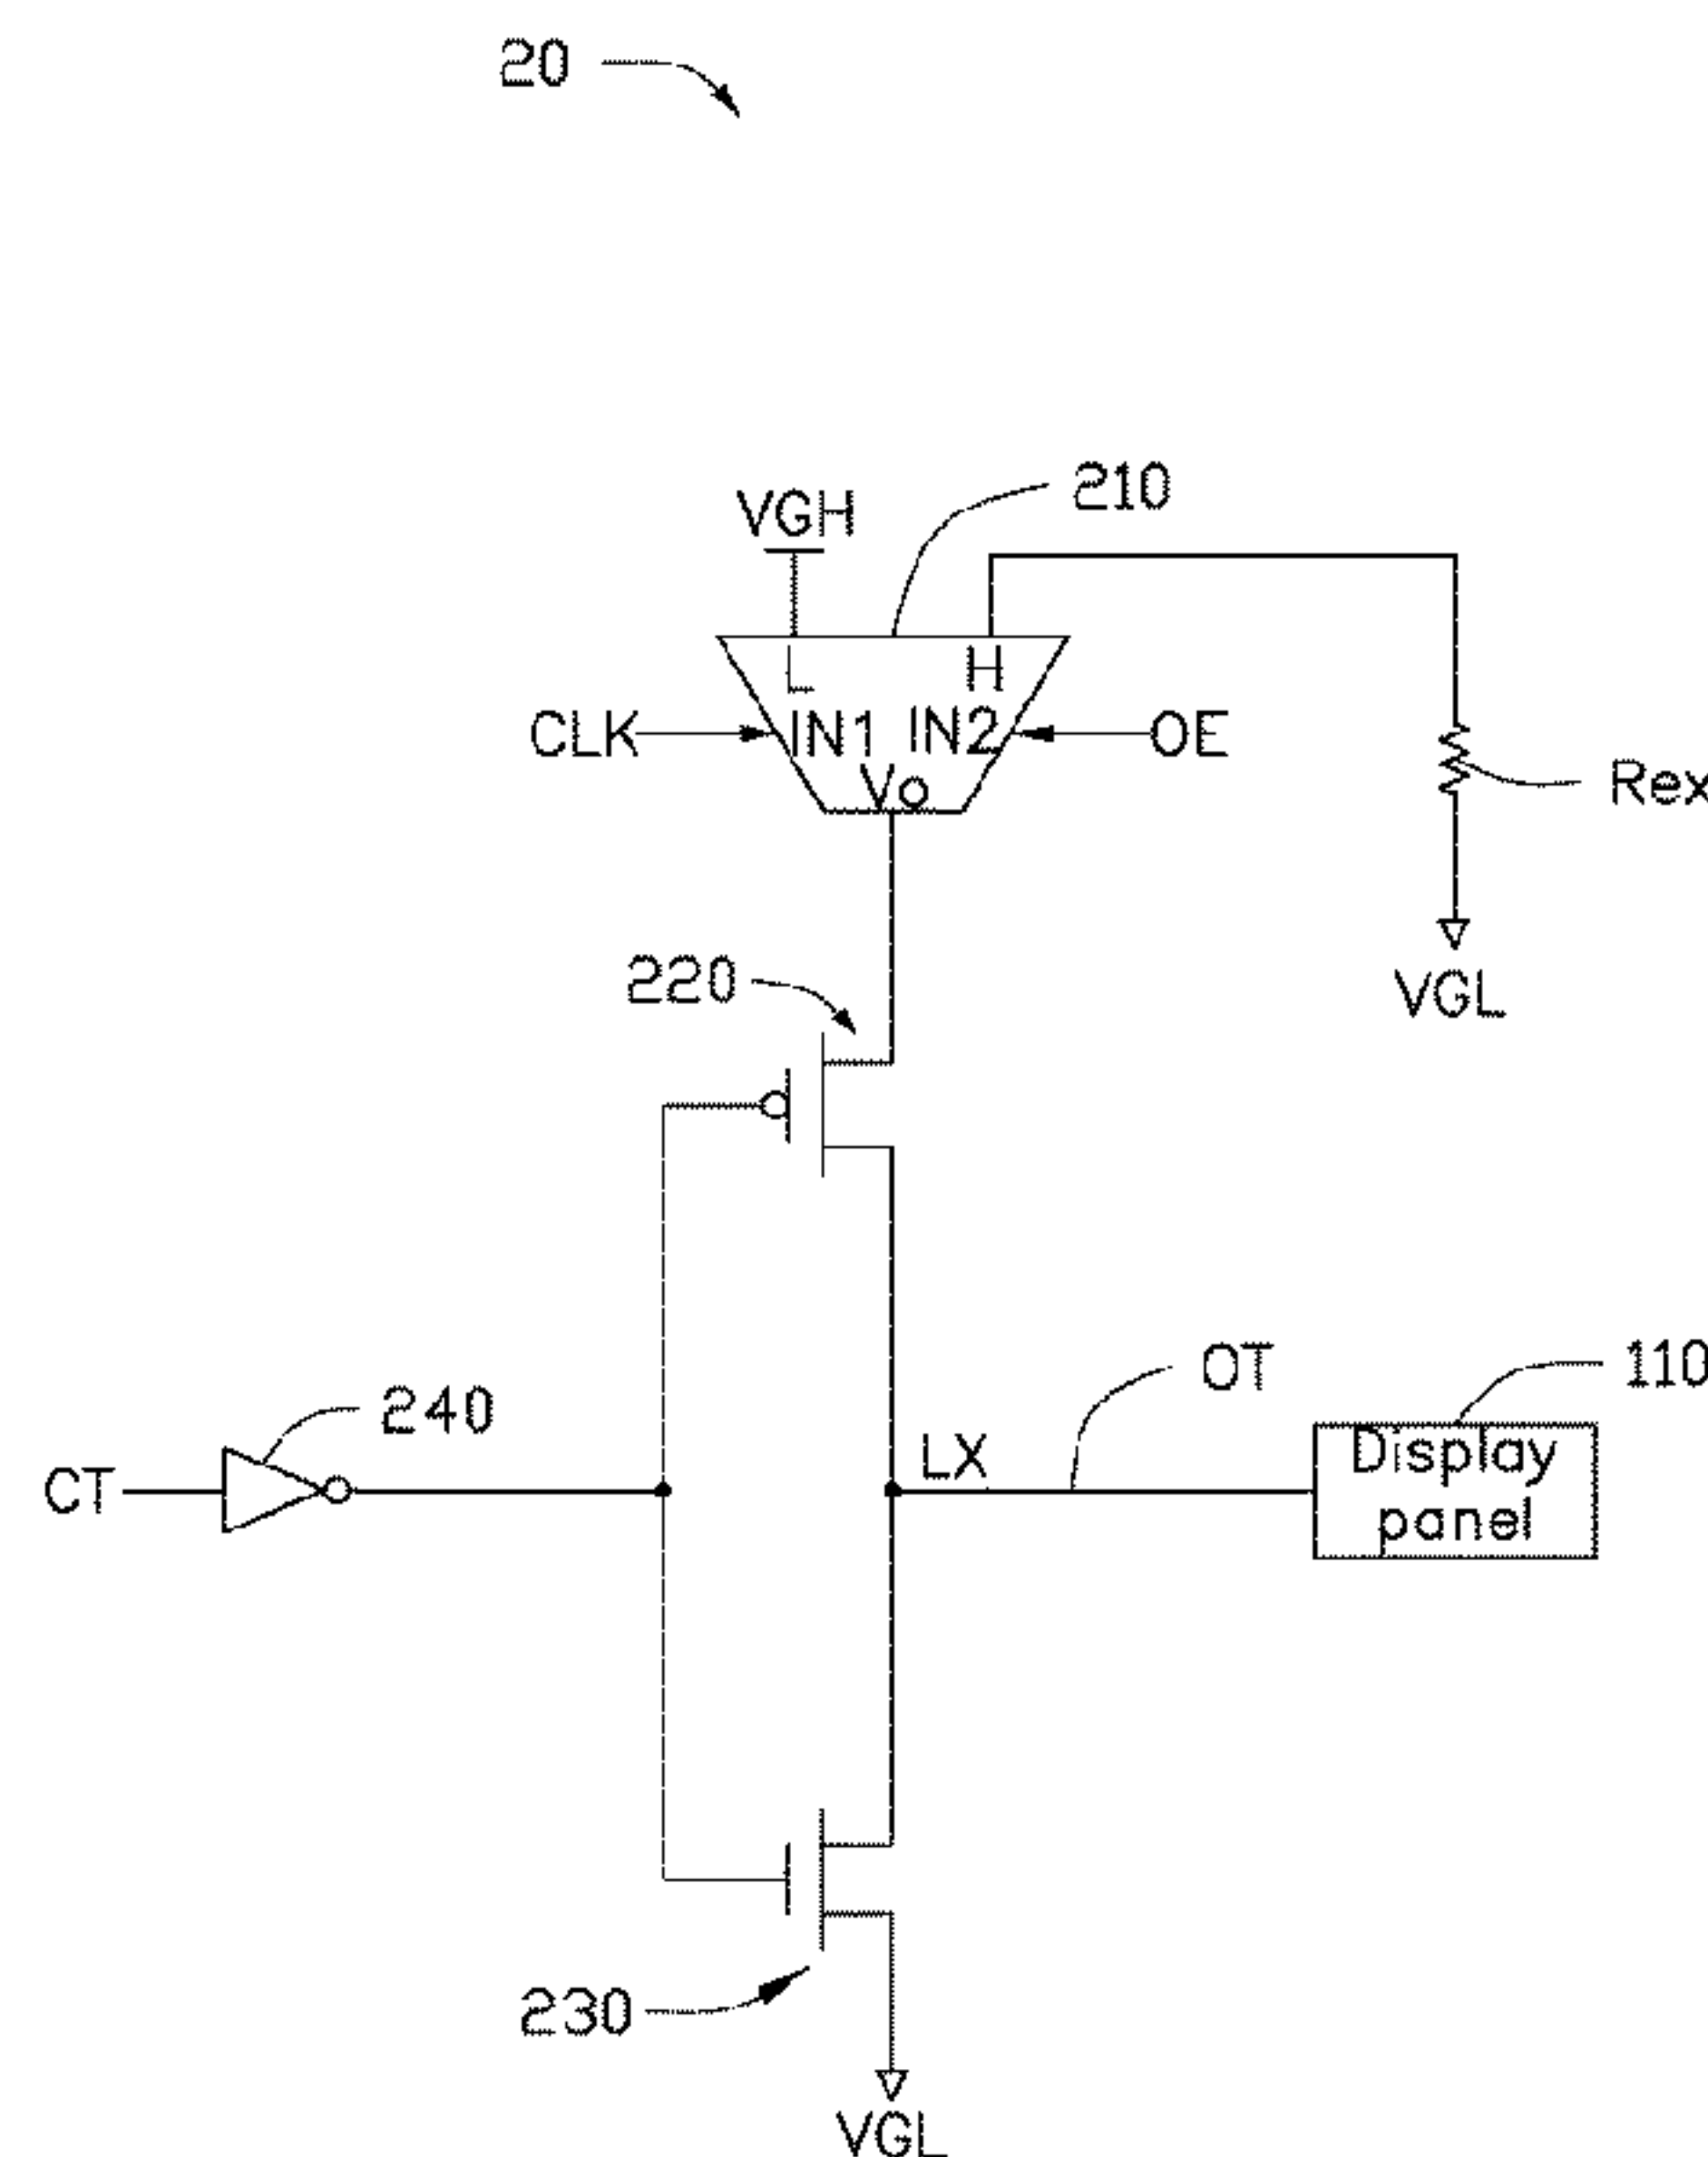 20
210
VGH
L H
CLK IN1 IN2 OE
Vo
Rex
220
VGL
OT
110
240
LX
Display
panel
CT
230
VGL